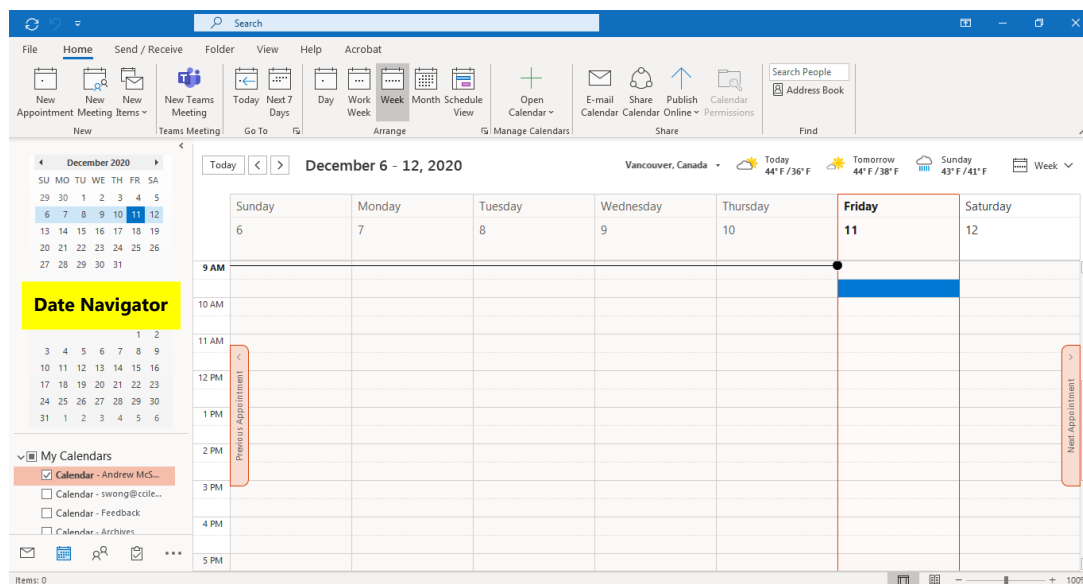 Search
File Home Send / Receive Folder View Help Acrobat
New Appointment
New Meeting
New Items
New Teams Meeting
Today
Next 7 Days
Day
Work Week
Week
Month
Schedule View
Open Calendar
E-mail Calendar
Share Calendar
Publish Online
Calendar Permissions
Search People
Address Book
New
Teams Meeting
Go To
Arrange
Manage Calendars
Share
Find
December 2020
SU MO TU WE TH FR SA
29 30 1 2 3 4 5
6 7 8 9 10 11 12
13 14 15 16 17 18 19
20 21 22 23 24 25 26
27 28 29 30 31
Date Navigator
1 2
3 4 5 6 7 8 9
10 11 12 13 14 15 16
17 18 19 20 21 22 23
24 25 26 27 28 29 30
31 1 2 3 4 5 6
My Calendars
Calendar - Andrew McS...
Calendar - swong@ccile...
Calendar - Feedback
Calendar - Archives
Today
December 6 - 12, 2020
Vancouver, Canada
Today
44° F / 36° F
Tomorrow
44° F / 38° F
Sunday
43° F / 41° F
Week
Sunday Monday Tuesday Wednesday Thursday Friday Saturday
6 7 8 9 10 11 12
9 AM
10 AM
11 AM
12 PM
1 PM
2 PM
3 PM
4 PM
5 PM
Previous Appointment
Next Appointment
Items: 0